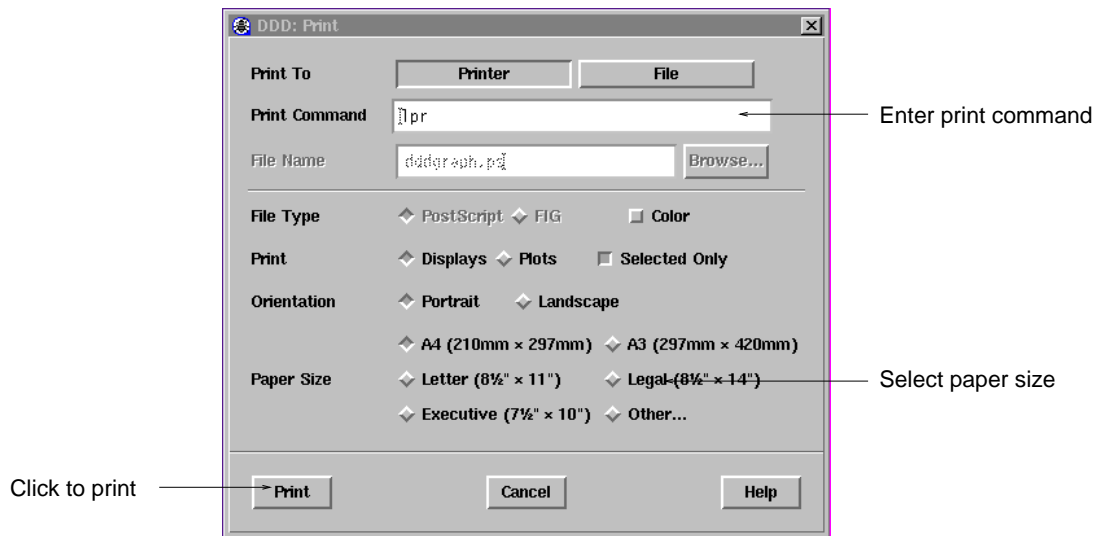 DDD: Print
Print To Printer File
Print Command lpr Enter print command
File Name dddgraph.ps Browse...
File Type PostScript FIG Color
Print Displays Plots Selected Only
Orientation Portrait Landscape
A4 (210mm × 297mm) A3 (297mm × 420mm)
Paper Size Letter (8½" × 11") Legal (8½" × 14") Select paper size
Executive (7½" × 10") Other...
Click to print Print Cancel Help